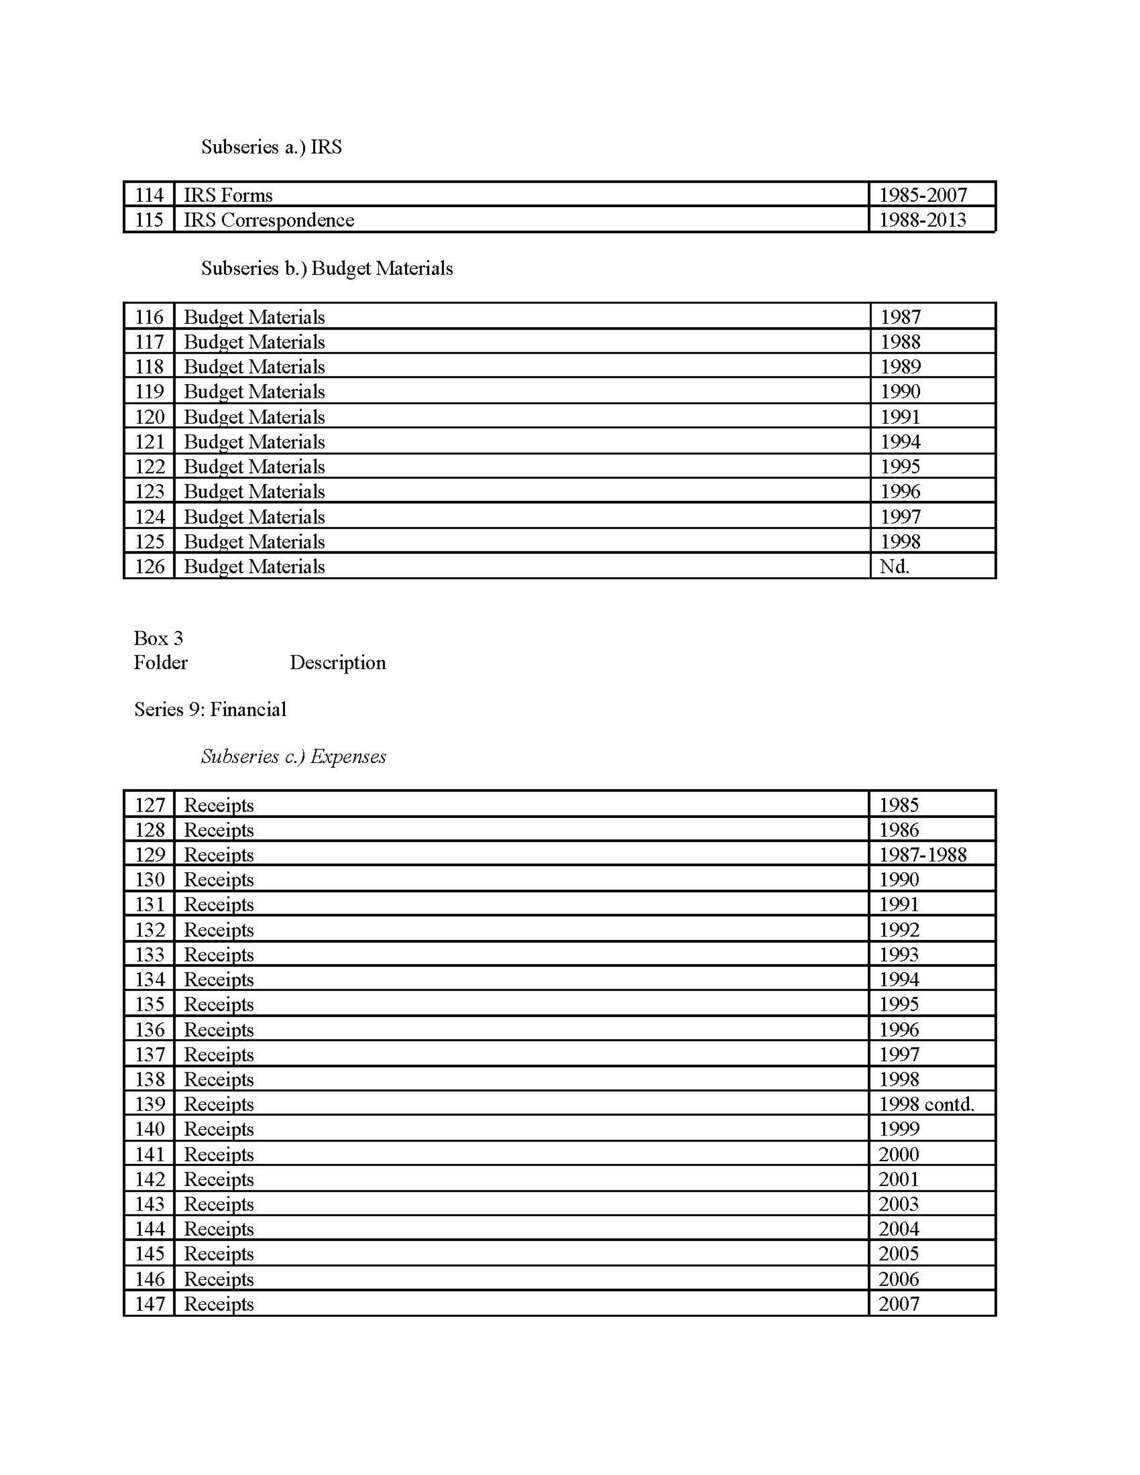 Subseries a.) IRS
114 IRS Forms 1985-2007
115 IRS Correspondence 1988-2013
Subseries b.) Budget Materials
116 Budget Materials 1987
117 Budget Materials 1988
118 Budget Materials 1989
119 Budget Materials 1990
120 Budget Materials 1991
121 Budget Materials 1994
122 Budget Materials 1995
123 Budget Materials 1996
124 Budget Materials 1997
125 Budget Materials 1998
126 Budget Materials Nd.
Box 3
Folder Description
Series 9: Financial
Subseries c.) Expenses
127 Receipts 1985
128 Receipts 1986
129 Receipts 1987-1988
130 Receipts 1990
131 Receipts 1991
132 Receipts 1992
133 Receipts 1993
134 Receipts 1994
135 Receipts 1995
136 Receipts 1996
137 Receipts 1997
138 Receipts 1998
139 Receipts 1998 contd.
140 Receipts 1999
141 Receipts 2000
142 Receipts 2001
143 Receipts 2003
144 Receipts 2004
145 Receipts 2005
146 Receipts 2006
147 Receipts 2007